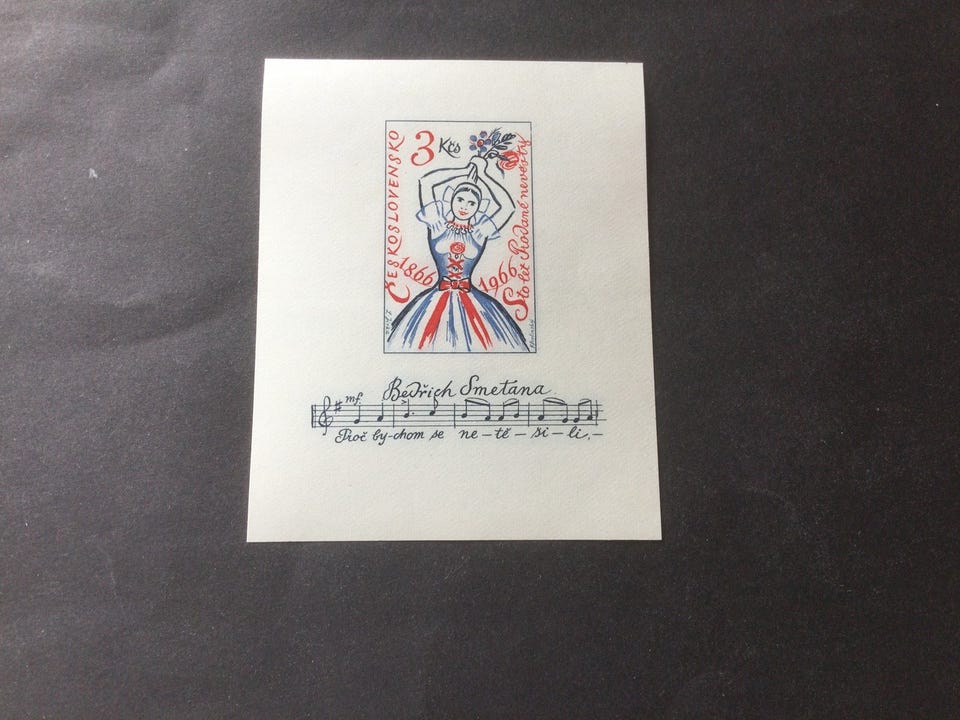 ČESKOSLOVENSKO
3 Kčs
1866
1966
Sto let Prodané nevěsty
Bedřich Smetana
mf.
Proč by-chom se ne-tě-ši-li,-